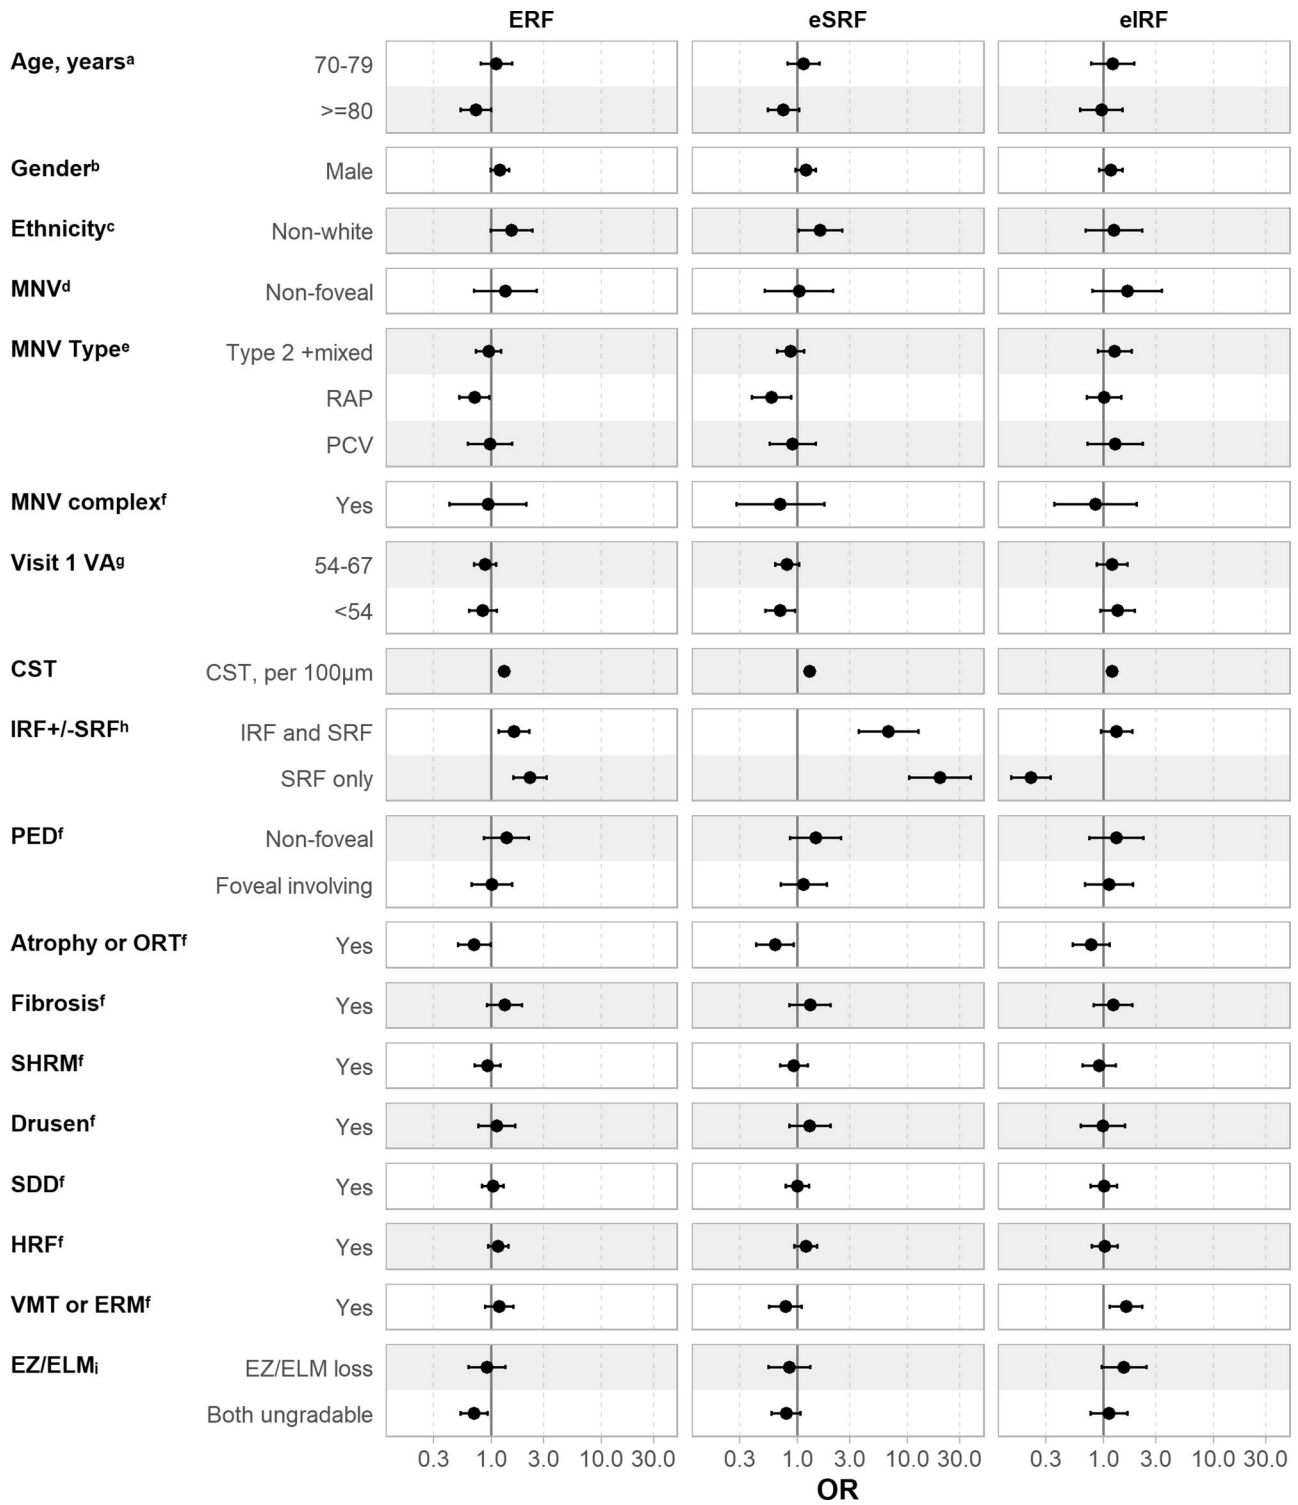 ERF eSRF eIRF
Age, yearsᵃ 70-79
>=80
Genderᵇ Male
Ethnicityᶜ Non-white
MNVᵈ Non-foveal
MNV Typeᵉ Type 2 +mixed
RAP
PCV
MNV complexᶠ Yes
Visit 1 VAᵍ 54-67
<54
CST CST, per 100µm
IRF+/-SRFʰ IRF and SRF
SRF only
PEDᶠ Non-foveal
Foveal involving
Atrophy or ORTᶠ Yes
Fibrosisᶠ Yes
SHRMᶠ Yes
Drusenᶠ Yes
SDDᶠ Yes
HRFᶠ Yes
VMT or ERMᶠ Yes
EZ/ELMᵢ EZ/ELM loss
Both ungradable
0.3 1.0 3.0 10.0 30.0 0.3 1.0 3.0 10.0 30.0 0.3 1.0 3.0 10.0 30.0
OR